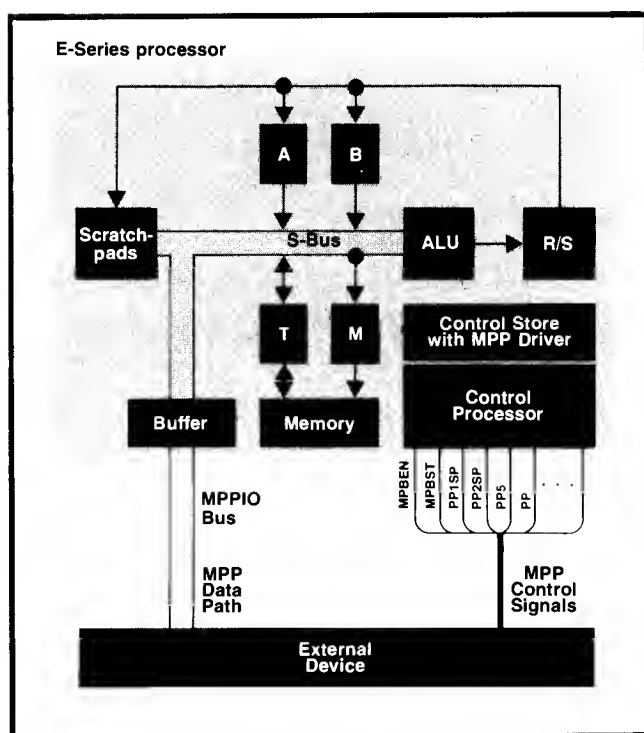 E-Series processor
A
B
Scratch-
pads
S-Bus
ALU
R/S
T
M
Control Store
with MPP Driver
Control
Processor
Buffer
Memory
MPBEN
MPBST
PP1SP
PP2SP
PP5
PP
. . . .
MPPIO
Bus
MPP
Data
Path
MPP
Control
Signals
External
Device